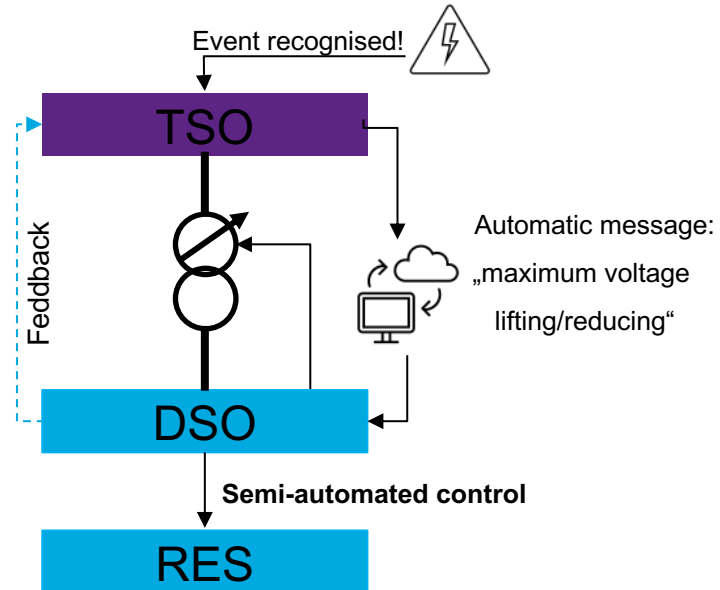 Event recognised!
TSO
Feddback
Automatic message:
„maximum voltage
lifting/reducing“
DSO
Semi-automated control
RES